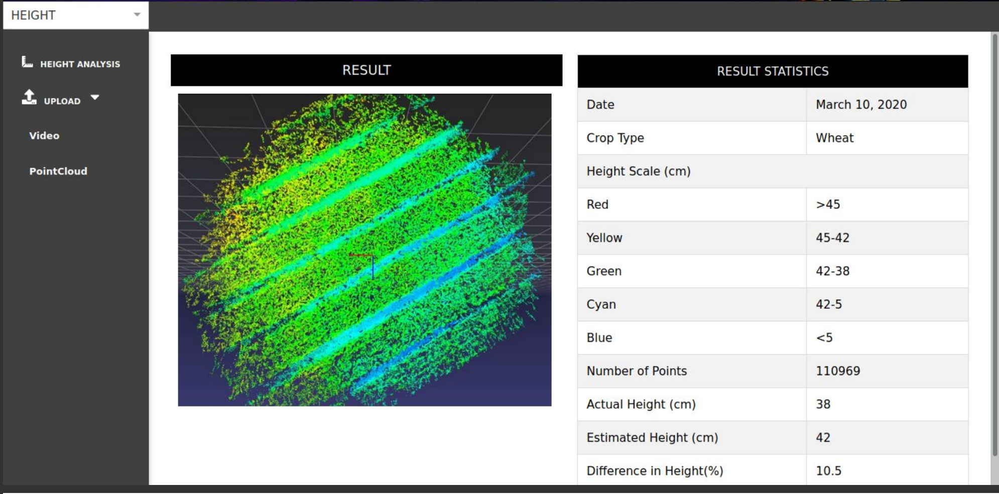 HEIGHT
HEIGHT ANALYSIS
UPLOAD
Video
PointCloud
RESULT
RESULT STATISTICS
Date March 10, 2020
Crop Type Wheat
Height Scale (cm)
Red >45
Yellow 45-42
Green 42-38
Cyan 42-5
Blue <5
Number of Points 110969
Actual Height (cm) 38
Estimated Height (cm) 42
Difference in Height(%) 10.5